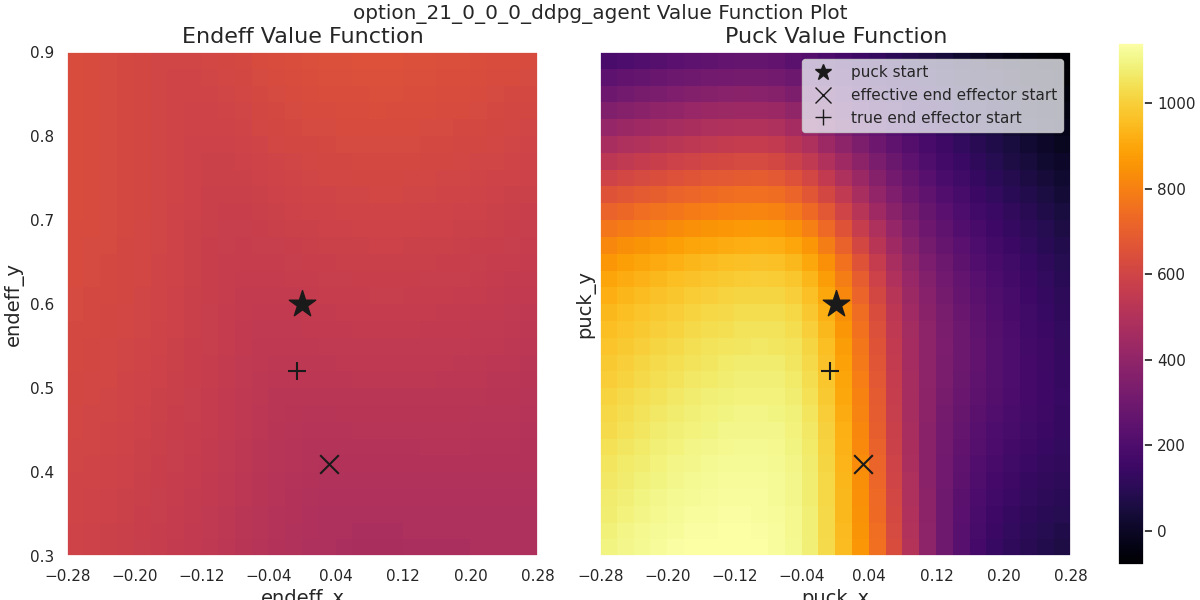 option_21_0_0_0_ddpg_agent Value Function Plot
Endeff Value Function
Puck Value Function
0.9
0.8
0.7
0.6
0.5
0.4
0.3
endeff_y
−0.28 −0.20 −0.12 −0.04 0.04 0.12 0.20 0.28
endeff_x
puck start
effective end effector start
true end effector start
puck_y
−0.28 −0.20 −0.12 −0.04 0.04 0.12 0.20 0.28
puck_x
1000
800
600
400
200
0